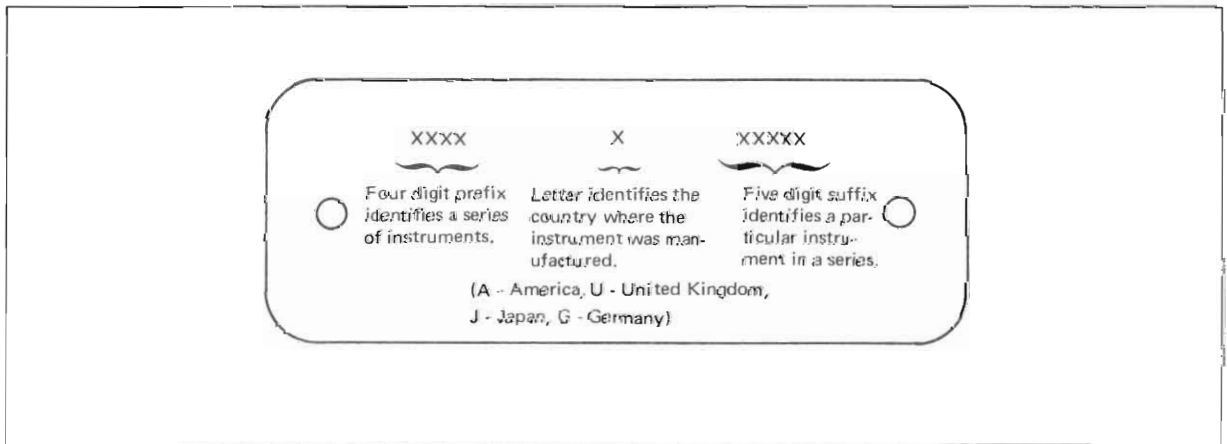 XXXX X XXXXX
Four digit prefix
identifies a series
of instruments.
Letter identifies the
country where the
instrument was man-
ufactured.
Five digit suffix
identifies a par-
ticular instru-
ment in a series.
(A - America, U - United Kingdom,
J - Japan, G - Germany)